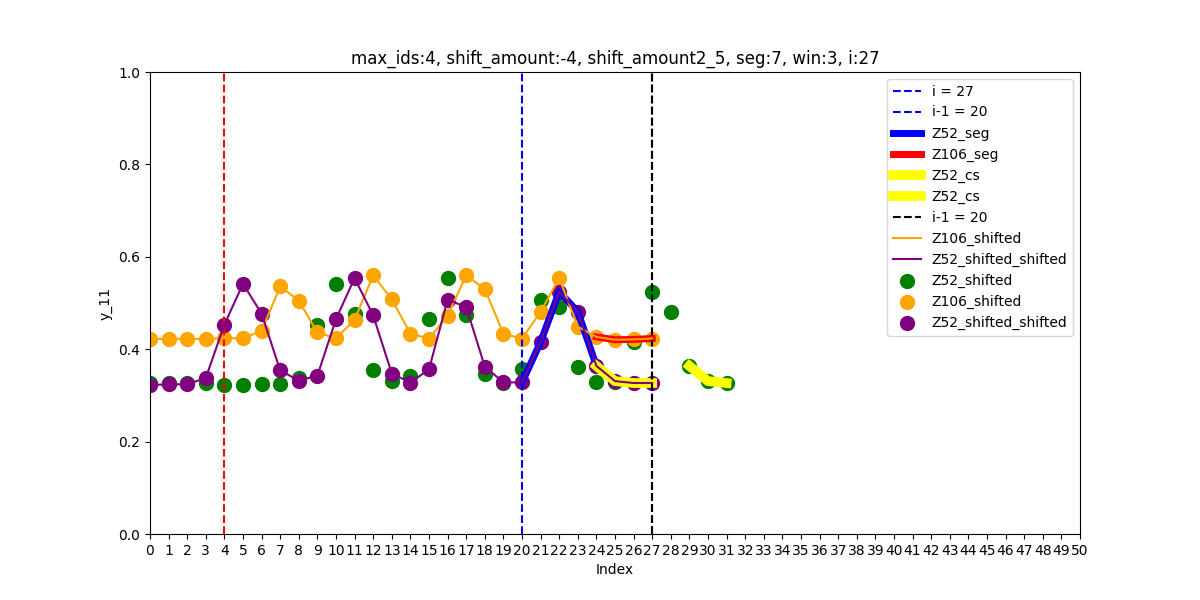 max_ids:4, shift_amount:-4, shift_amount2_5, seg:7, win:3, i:27
1.0
0.8
0.6
0.4
0.2
0.0
y_11
i = 27
i-1 = 20
Z52_seg
Z106_seg
Z52_cs
Z52_cs
i-1 = 20
Z106_shifted
Z52_shifted_shifted
Z52_shifted
Z106_shifted
Z52_shifted_shifted
0 1 2 3 4 5 6 7 8 9 10 11 12 13 14 15 16 17 18 19 20 21 22 23 24 25 26 27 28 29 30 31 32 33 34 35 36 37 38 39 40 41 42 43 44 45 46 47 48 49 50
Index